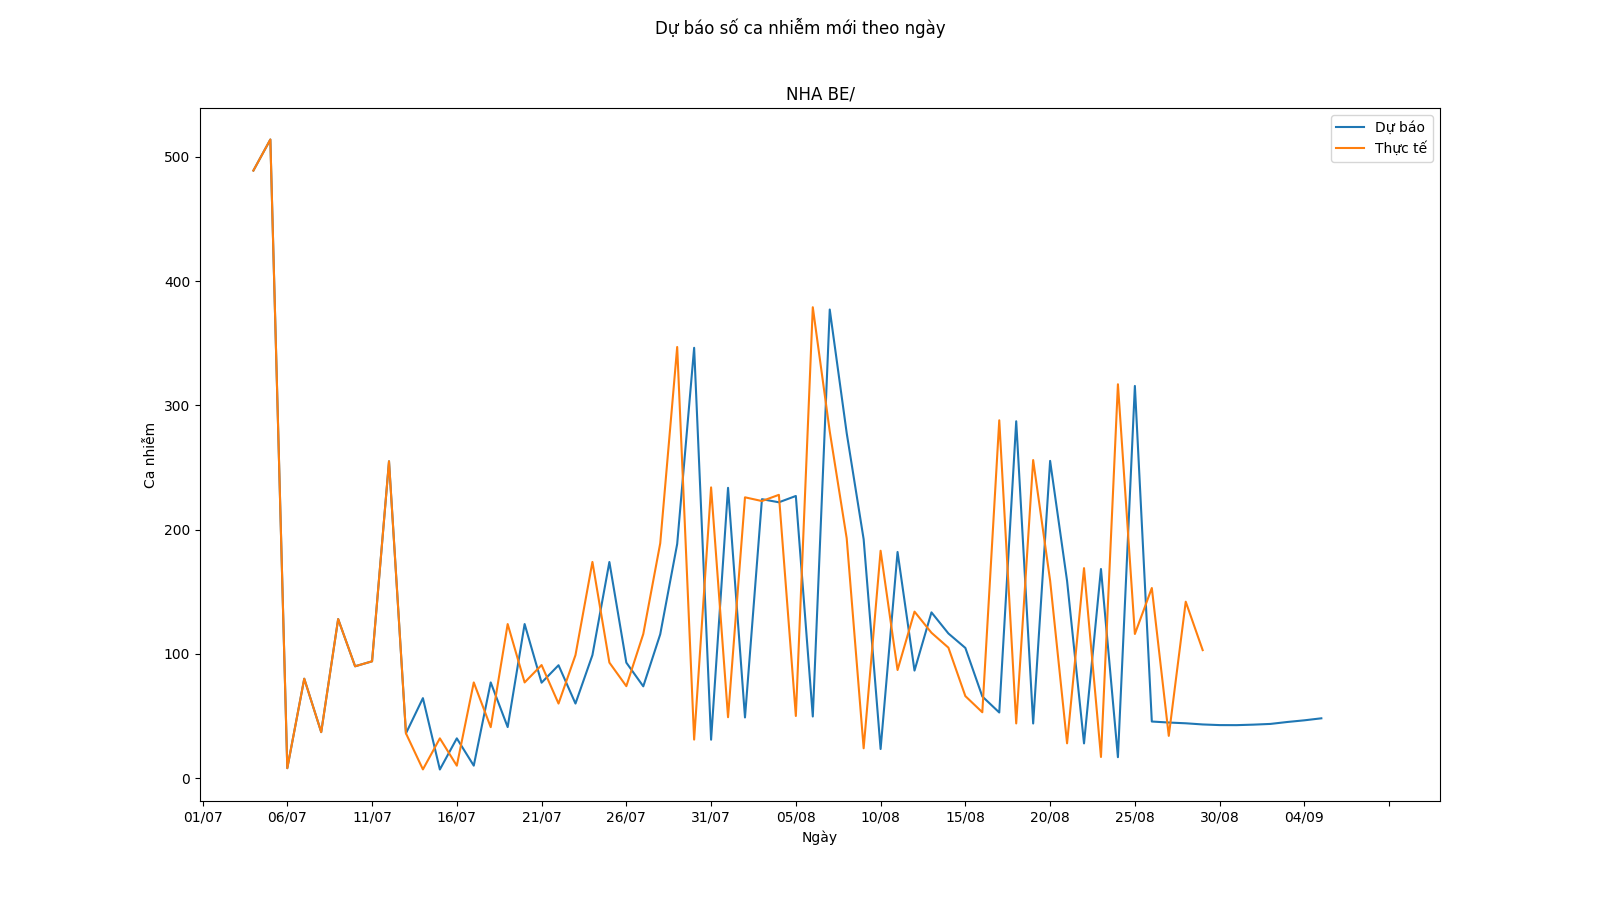 Dự báo số ca nhiễm mới theo ngày
NHA BE/
Dự báo
Thực tế
500
400
300
200
100
0
Ca nhiễm
01/07 06/07 11/07 16/07 21/07 26/07 31/07 05/08 10/08 15/08 20/08 25/08 30/08 04/09
Ngày